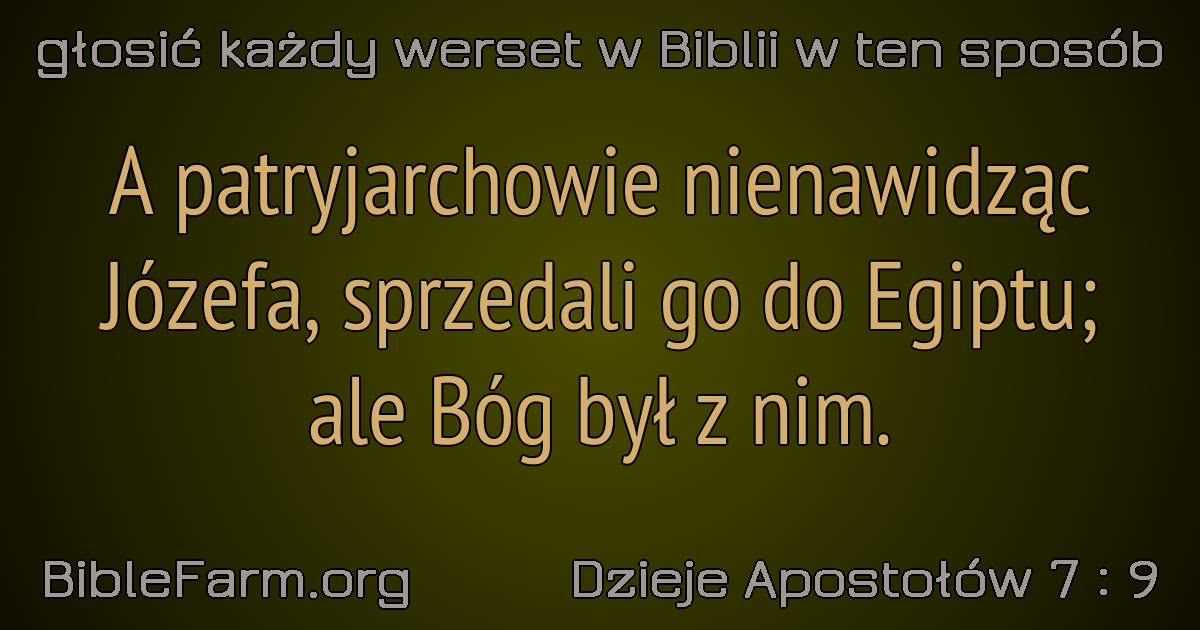 głosić każdy werset w Biblii w ten sposób
A patryjarchowie nienawidząc
Józefa, sprzedali go do Egiptu;
ale Bóg był z nim.
BibleFarm.org
Dzieje Apostołów 7 : 9